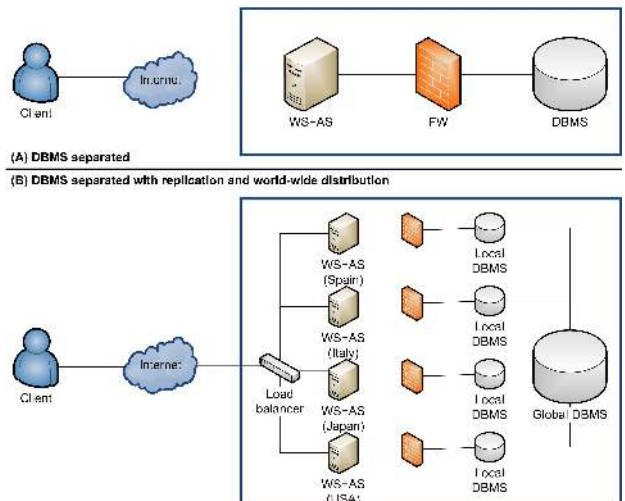 Internet
Client
WS-AS
FW
DBMS
(A) DBMS separated
(B) DBMS separated with replication and world-wide distribution
WS-AS
(Spain)
Local
DBMS
WS-AS
(Italy)
Local
DBMS
Internet
Client
Load
balancer
WS-AS
(Japan)
Local
DBMS
Global DBMS
WS-AS
(USA)
Local
DBMS